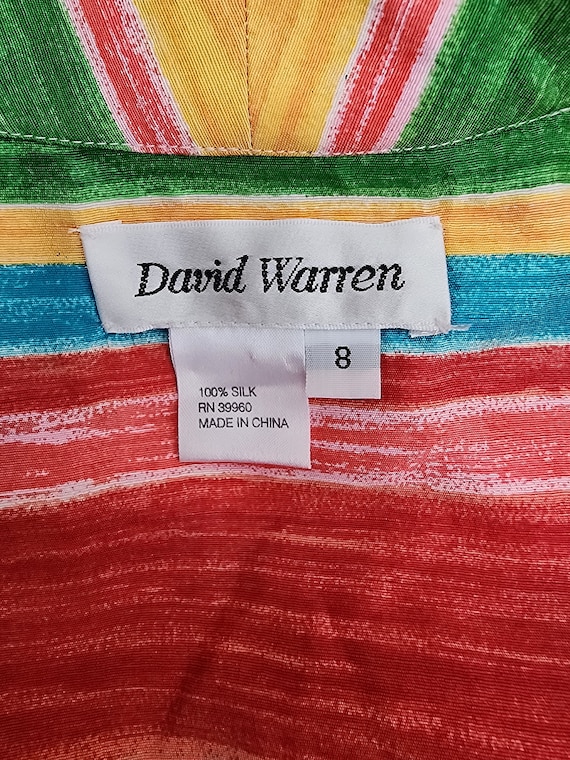 David Warren
8
100% SILK
RN 39960
MADE IN CHINA